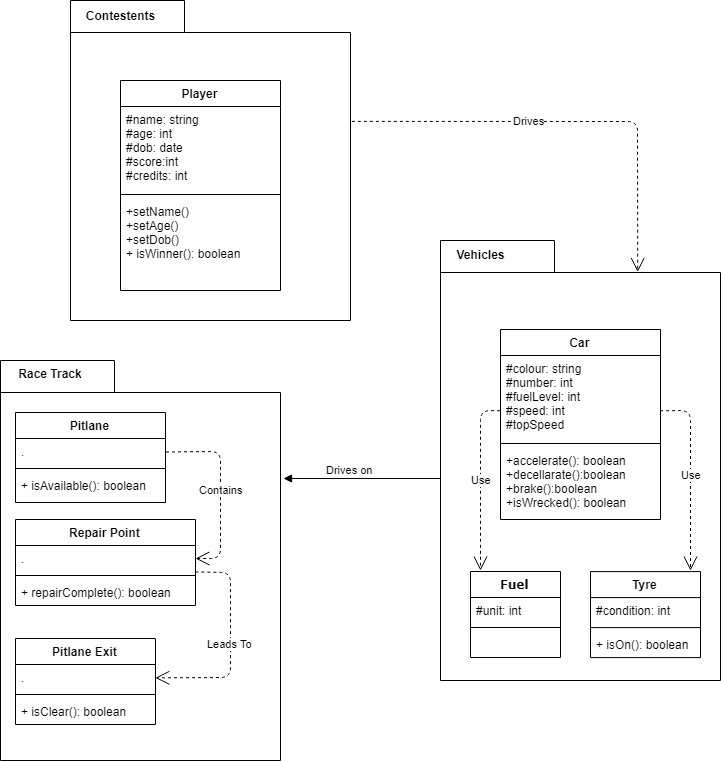 Contestents
Player
#name: string
#age: int
#dob: date
#score:int
#credits: int
+setName()
+setAge()
+setDob()
+ isWinner(): boolean
Drives
Vehicles
Car
#colour: string
#number: int
#fuelLevel: int
#speed: int
#topSpeed
+accelerate(): boolean
+decellarate():boolean
+brake():boolean
+isWrecked(): boolean
Use
Use
Fuel
#unit: int
Tyre
#condition: int
+ isOn(): boolean
Drives on
Race Track
Pitlane
.
+ isAvailable(): boolean
Contains
Repair Point
.
+ repairComplete(): boolean
Leads To
Pitlane Exit
.
+ isClear(): boolean